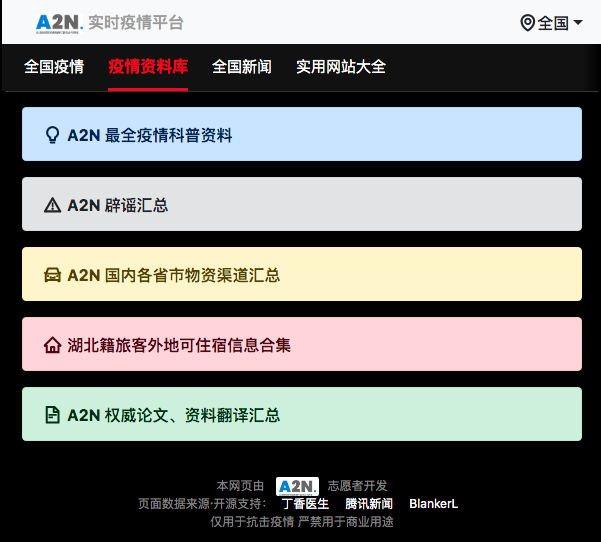 A2N. 实时疫情平台
全国
全国疫情 疫情资料库 全国新闻 实用网站大全
A2N 最全疫情科普资料
A2N 辟谣汇总
A2N 国内各省市物资渠道汇总
湖北籍旅客外地可住宿信息合集
A2N 权威论文、资料翻译汇总
本网页由 A2N. 志愿者开发
页面数据来源·开源支持： 丁香医生 腾讯新闻 BlankerL
仅用于抗击疫情 严禁用于商业用途